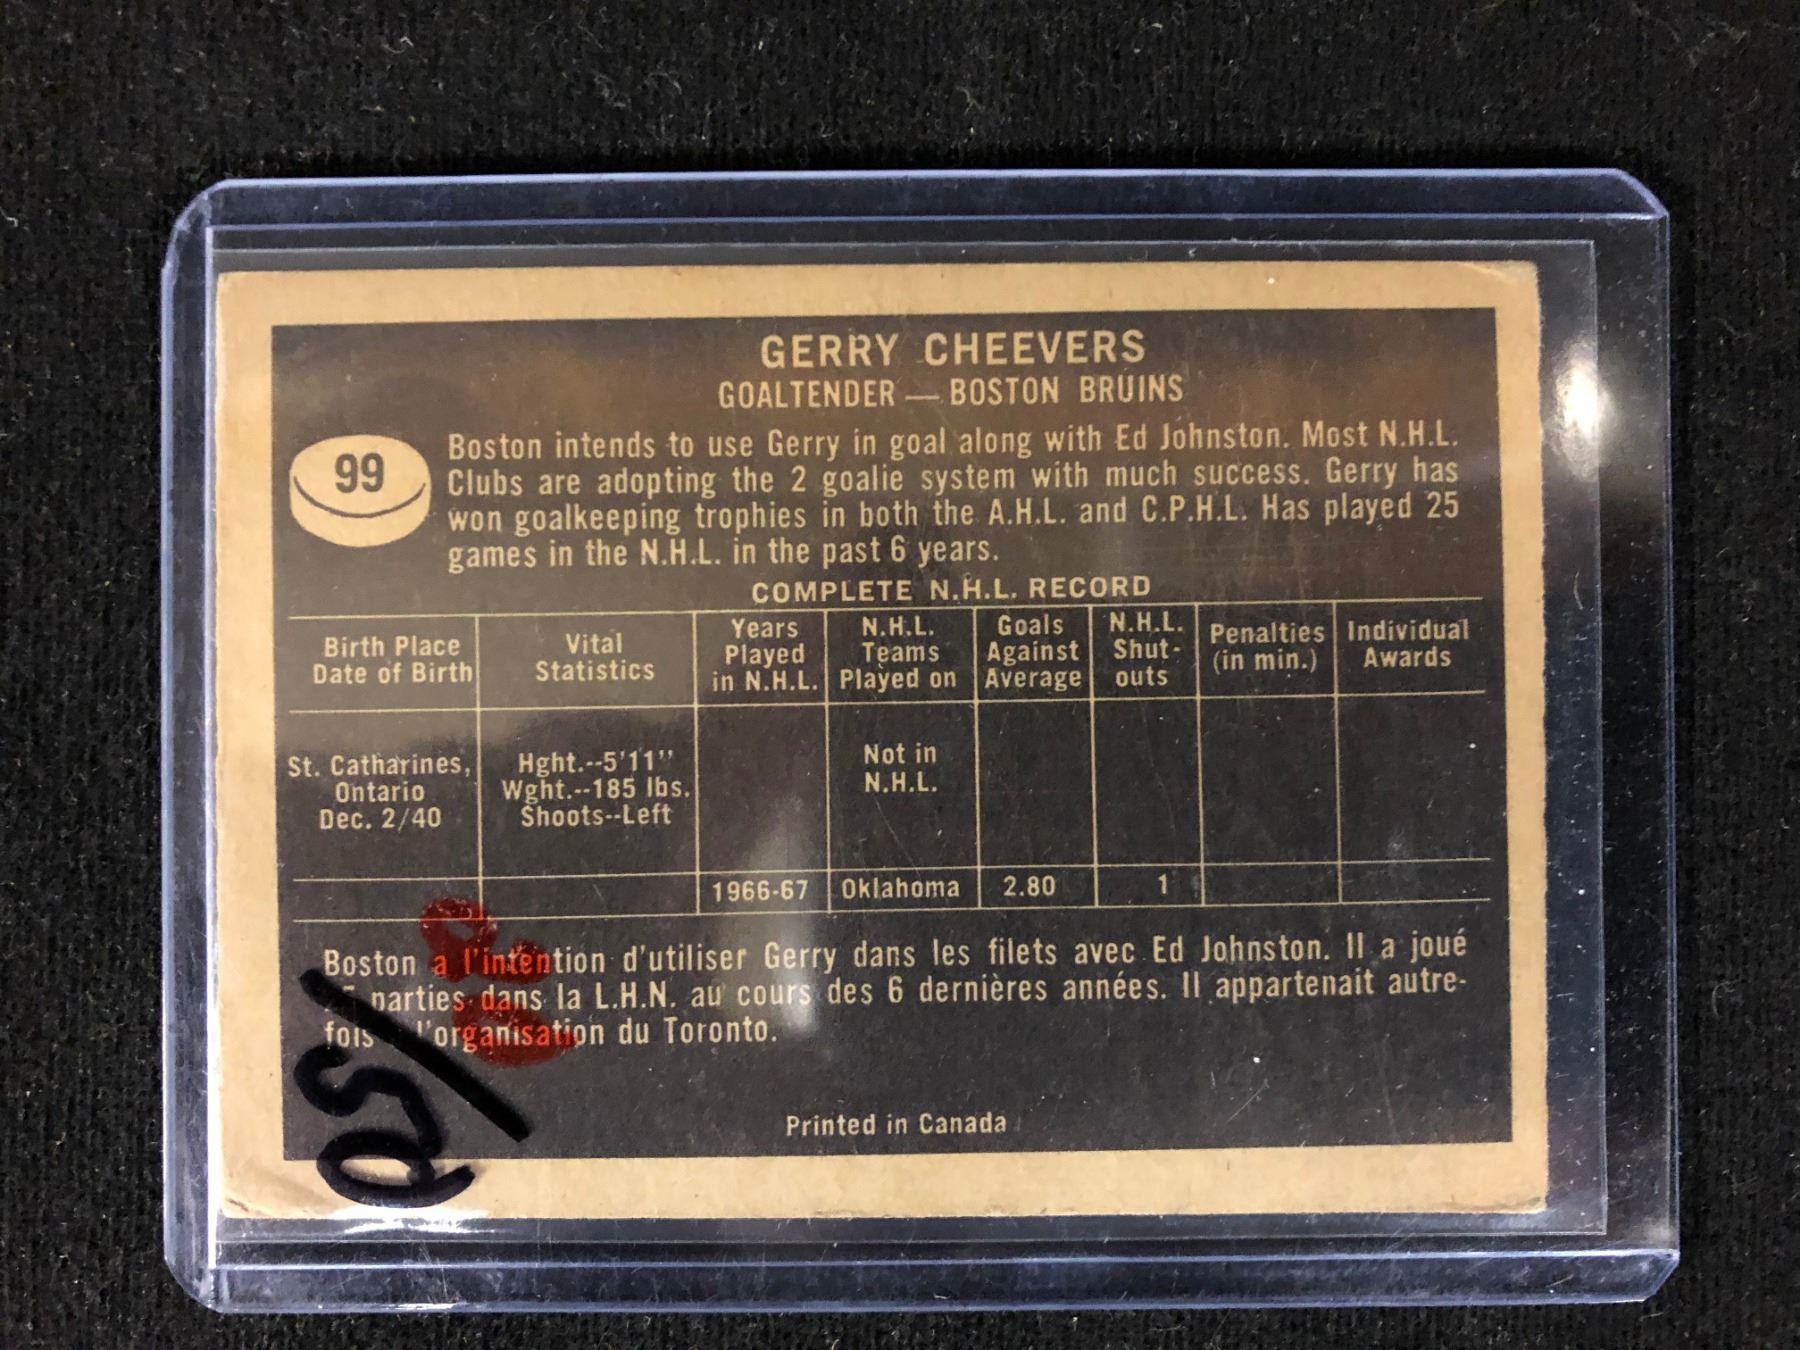 GERRY CHEEVERS
GOALTENDER — BOSTON BRUINS
99
Boston intends to use Gerry in goal along with Ed Johnston. Most N.H.L.
Clubs are adopting the 2 goalie system with much success. Gerry has
won goalkeeping trophies in both the A.H.L. and C.P.H.L. Has played 25
games in the N.H.L. in the past 6 years.
COMPLETE N.H.L. RECORD
Birth Place
Date of Birth
Vital
Statistics
Years
Played
in N.H.L.
N.H.L.
Teams
Played on
Goals
Against
Average
N.H.L.
Shut-
outs
Penalties
(in min.)
Individual
Awards
St. Catharines,
Ontario
Dec. 2/40
Hght.--5'11"
Wght.--185 lbs.
Shoots--Left
Not in
N.H.L.
1966-67 Oklahoma 2.80 1
Boston a l'intention d'utiliser Gerry dans les filets avec Ed Johnston. Il a joué
parties dans la L.H.N. au cours des 6 dernières années. Il appartenait autre-
fois l'organisation du Toronto.
Printed in Canada